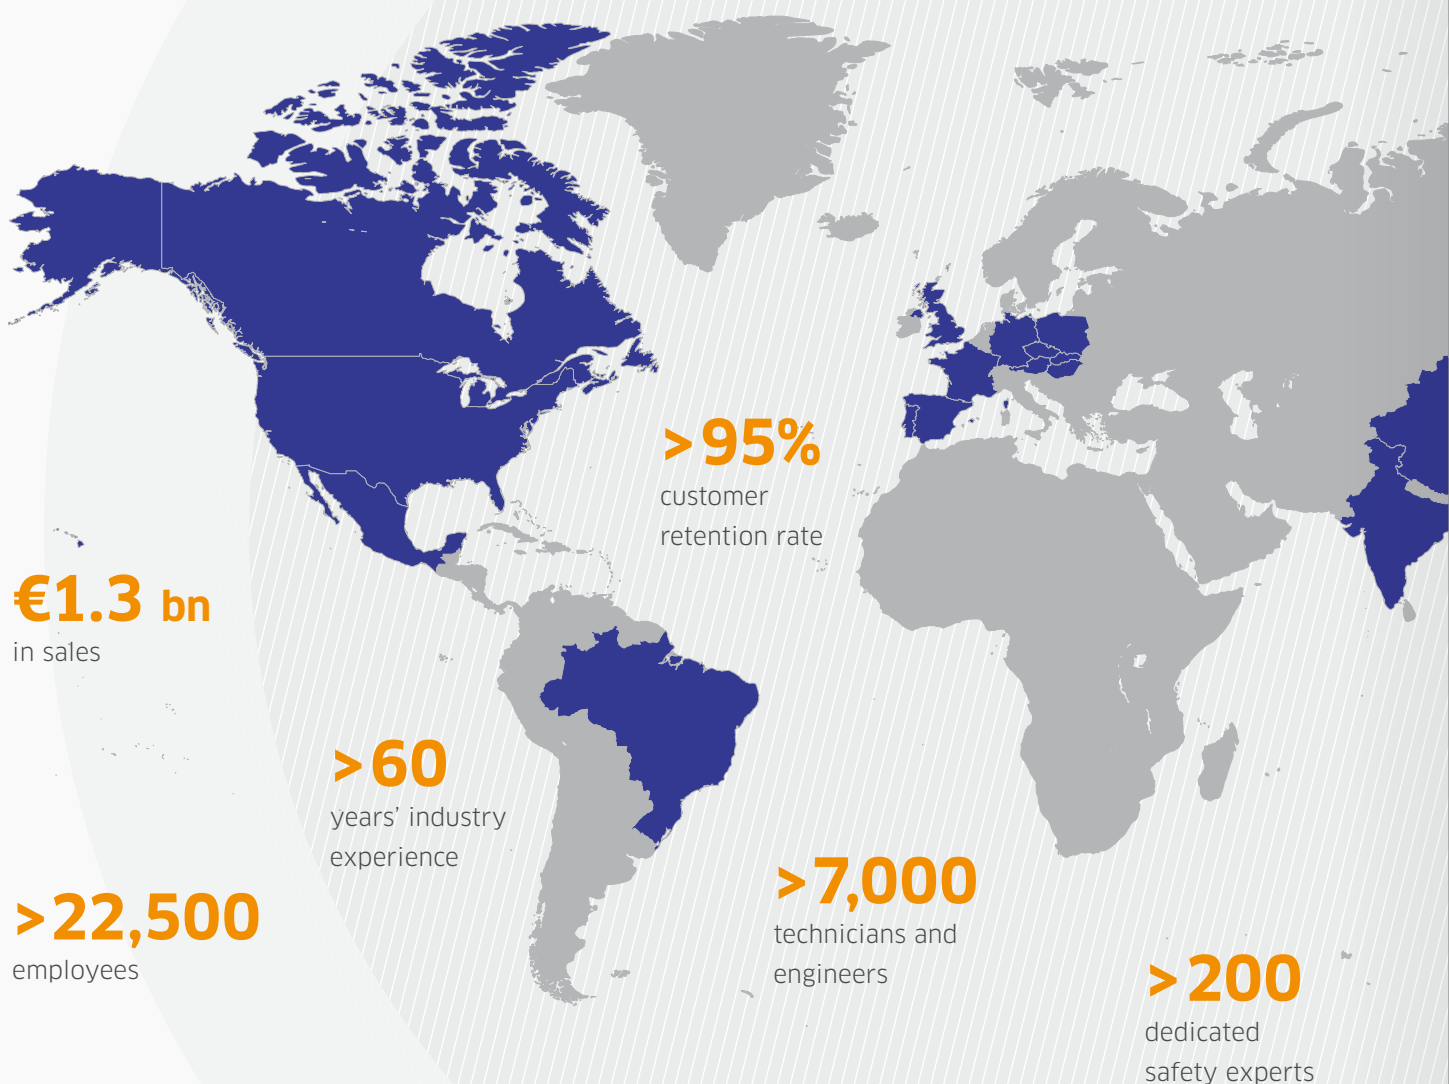 >95%
customer
retention rate
€1.3 bn
in sales
>60
years’ industry
experience
>22,500
employees
>7,000
technicians and
engineers
>200
dedicated
safety experts